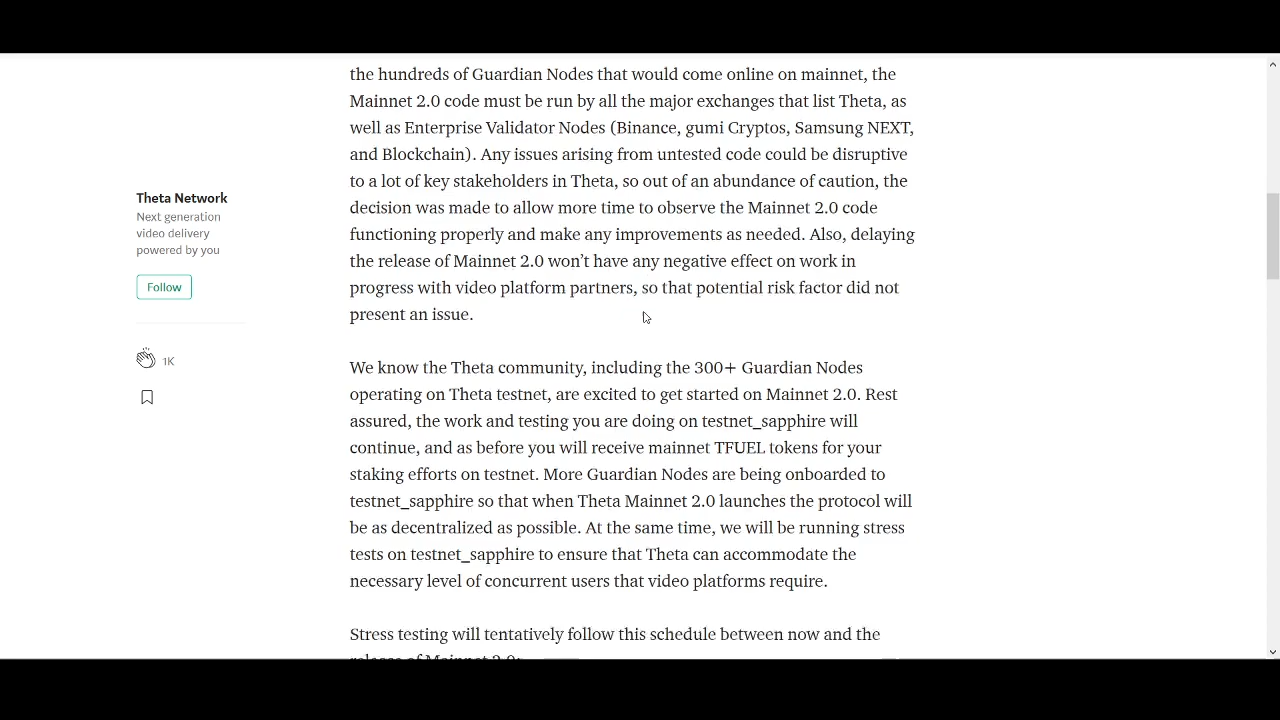 the hundreds of Guardian Nodes that would come online on mainnet, the
Mainnet 2.0 code must be run by all the major exchanges that list Theta, as
well as Enterprise Validator Nodes (Binance, gumi Cryptos, Samsung NEXT,
and Blockchain). Any issues arising from untested code could be disruptive
to a lot of key stakeholders in Theta, so out of an abundance of caution, the
decision was made to allow more time to observe the Mainnet 2.0 code
functioning properly and make any improvements as needed. Also, delaying
the release of Mainnet 2.0 won’t have any negative effect on work in
progress with video platform partners, so that potential risk factor did not
present an issue.
Theta Network
Next generation
video delivery
powered by you
Follow
1K
We know the Theta community, including the 300+ Guardian Nodes
operating on Theta testnet, are excited to get started on Mainnet 2.0. Rest
assured, the work and testing you are doing on testnet_sapphire will
continue, and as before you will receive mainnet TFUEL tokens for your
staking efforts on testnet. More Guardian Nodes are being onboarded to
testnet_sapphire so that when Theta Mainnet 2.0 launches the protocol will
be as decentralized as possible. At the same time, we will be running stress
tests on testnet_sapphire to ensure that Theta can accommodate the
necessary level of concurrent users that video platforms require.
Stress testing will tentatively follow this schedule between now and the
release of Mainnet 2.0: